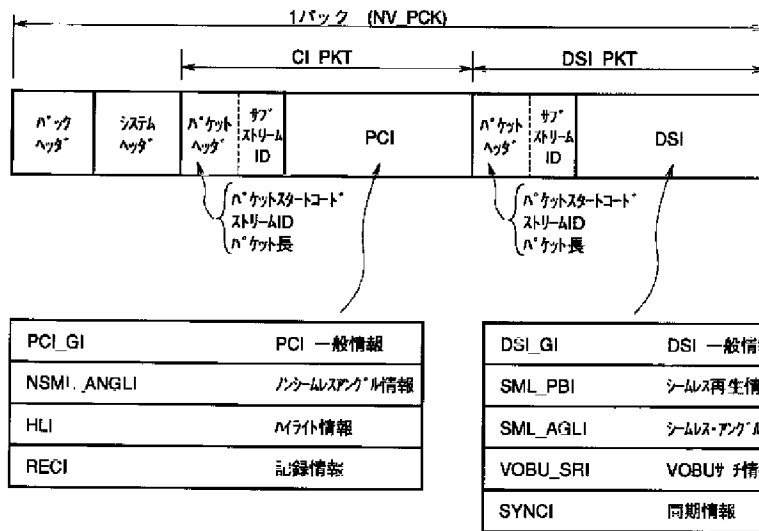 1パック (NV_PCK)
CI PKT
DSI PKT
パック
ヘッダ
システム
ヘッダ
パケット
ヘッダ
サブ
ストリーム
ID
PCI
パケット
ヘッダ
サブ
ストリーム
ID
DSI
パケットスタートコード
ストリームID
パケット長
パケットスタートコード
ストリームID
パケット長
PCI_GI PCI 一般情報
NSML_ANGLI ノンシームレスアングル情報
HLI ハイライト情報
RECI 記録情報
DSI_GI DSI 一般情報
SML_PBI シームレス再生情
SML_AGLI シームレス・アングル
VOBU_SRI VOBUサーチ情
SYNCI 同期情報